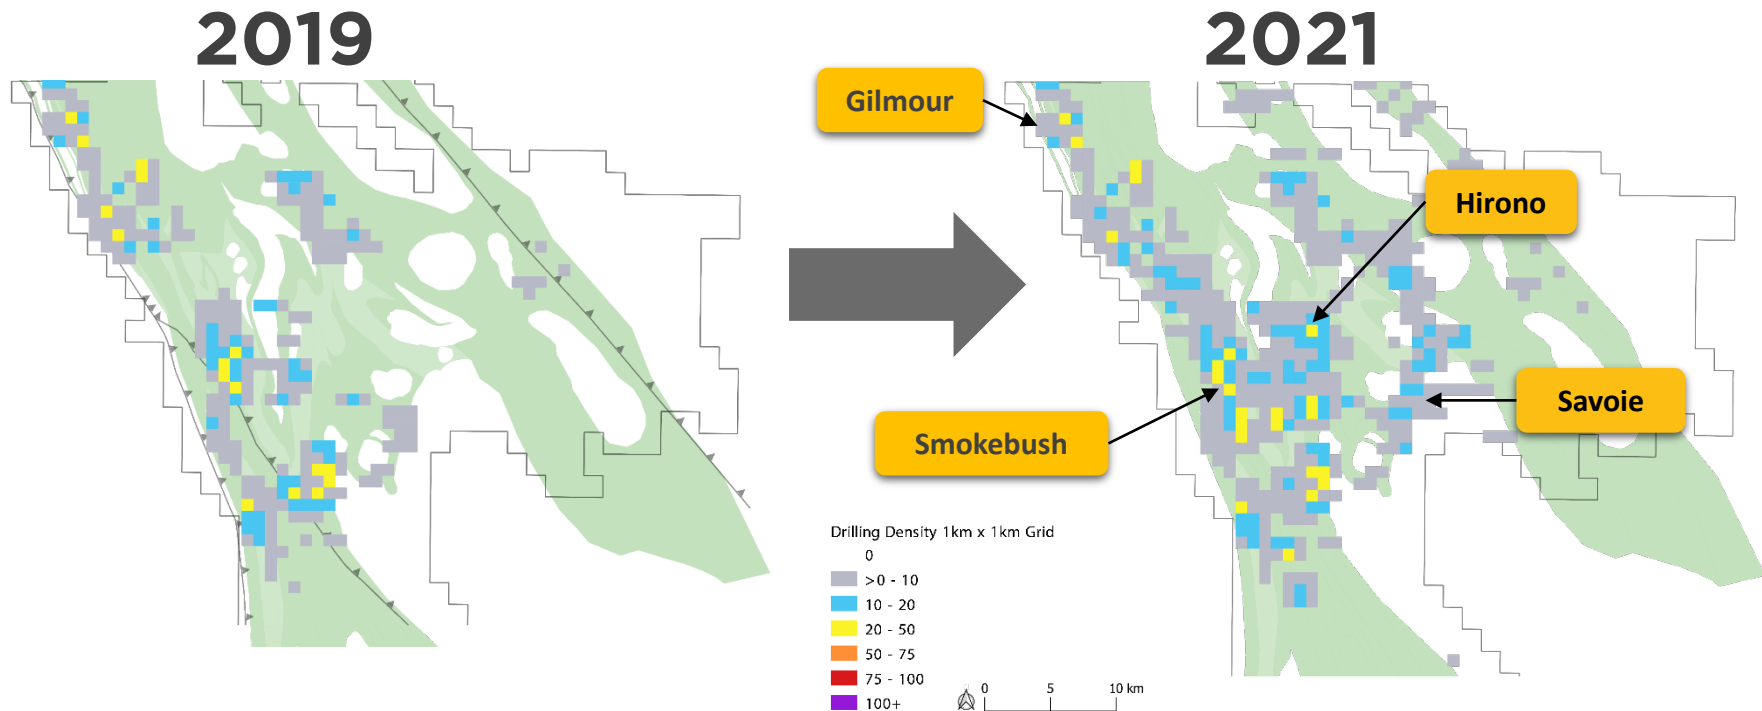 2019
2021
Gilmour
Hirono
Savoie
Smokebush
Drilling Density 1km x 1km Grid
0
>0 - 10
10 - 20
20 - 50
50 - 75
75 - 100
100+
0 5 10 km